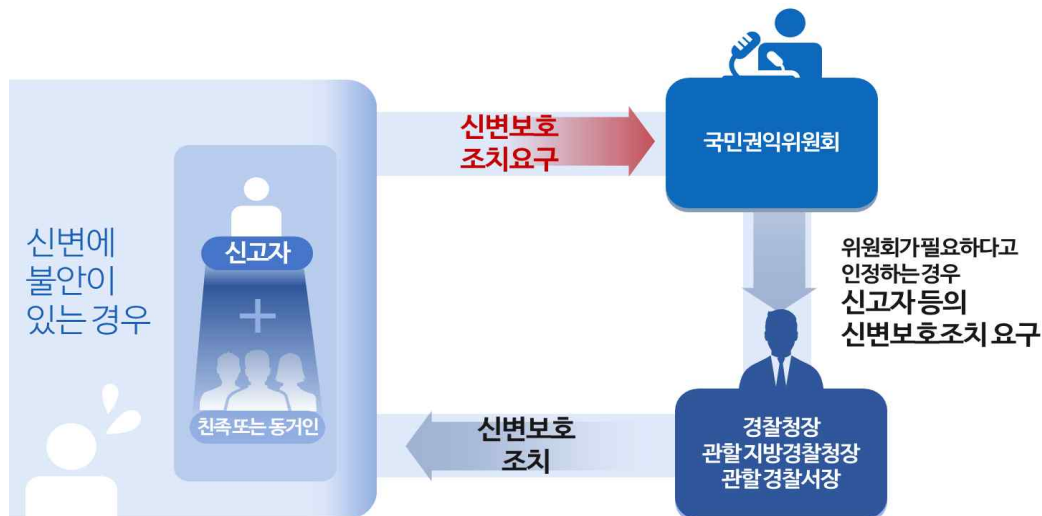 신변에
불안이
있는 경우
신고자
친족 또는 동거인
신변보호
조치요구
국민권익위원회
위원회가 필요하다고
인정하는 경우
신고자 등의
신변보호조치 요구
경찰청장
관할 지방경찰청장
관할 경찰서장
신변보호
조치